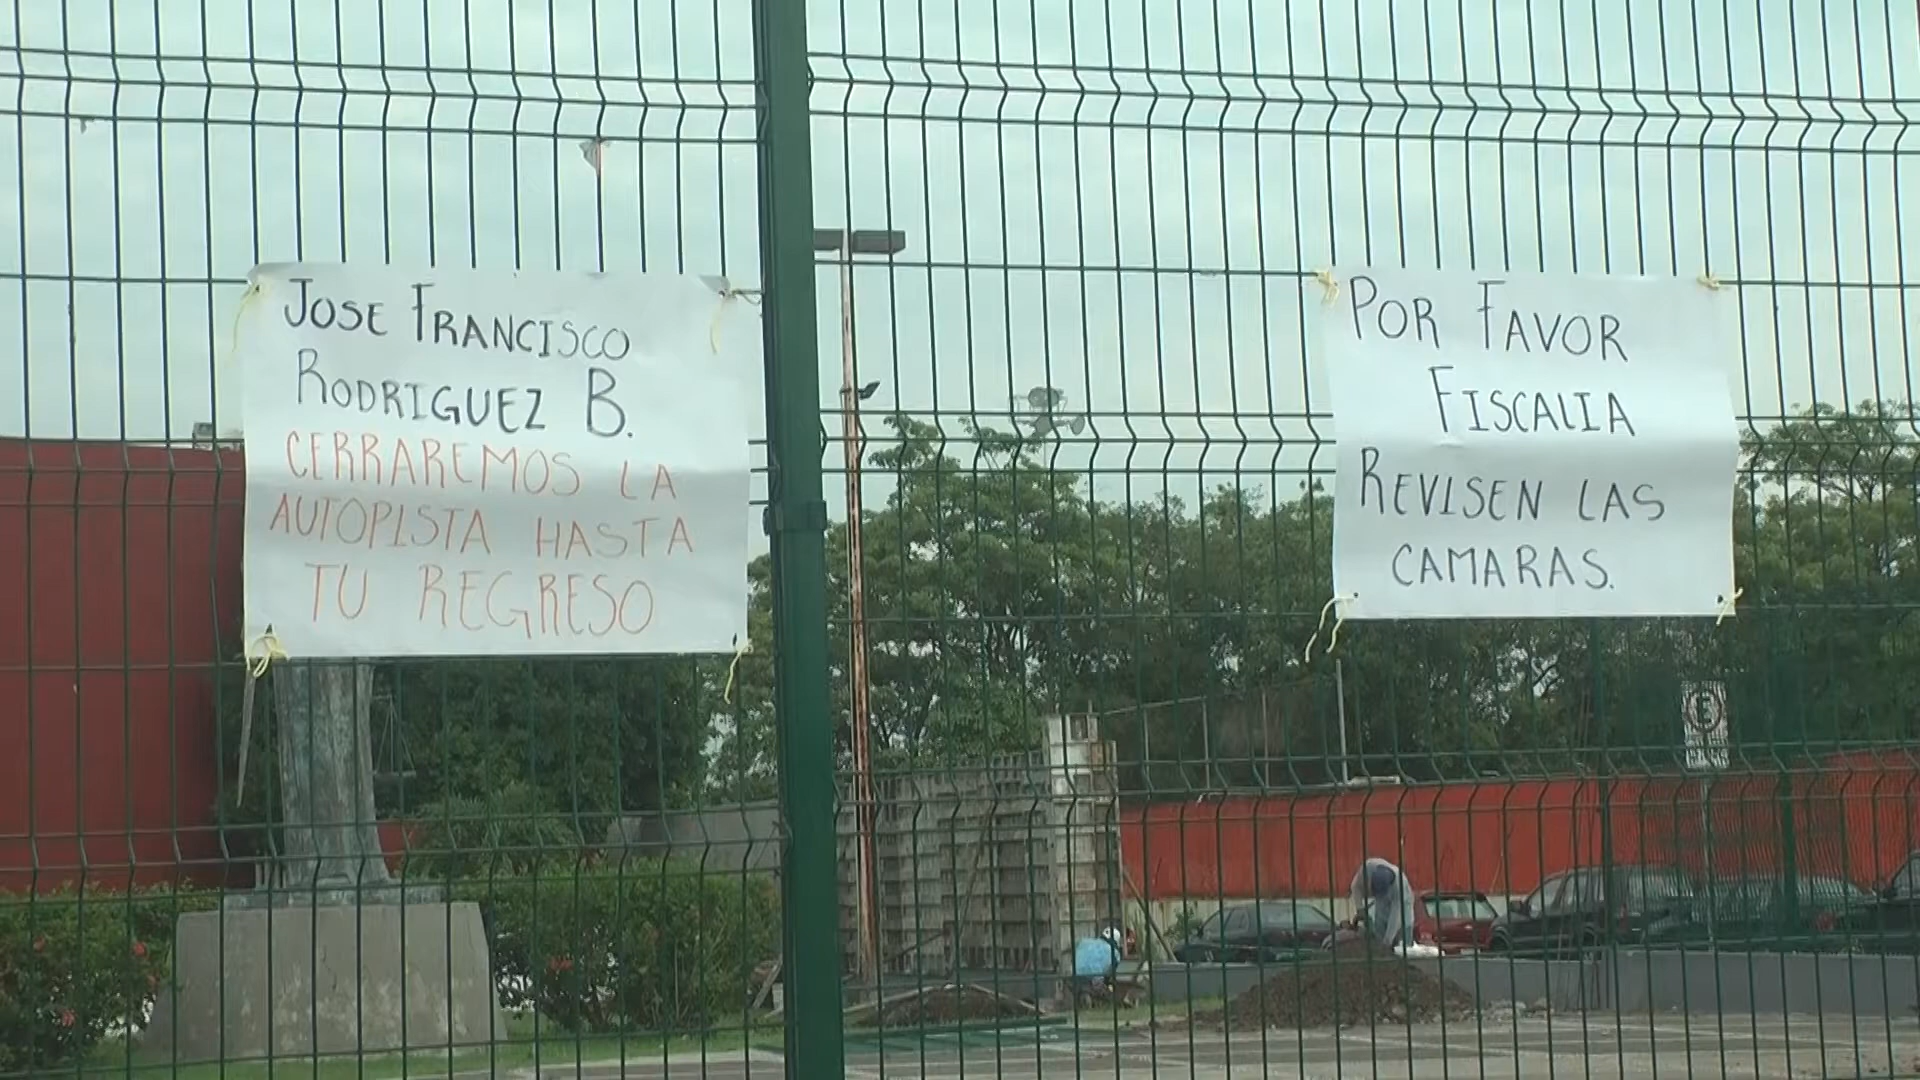 JOSE FRANCISCO
RODRIGUEZ B.
CERRAREMOS LA
AUTOPISTA HASTA
TU REGRESO
POR FAVOR
FISCALIA
REVISEN LAS
CAMARAS.
E